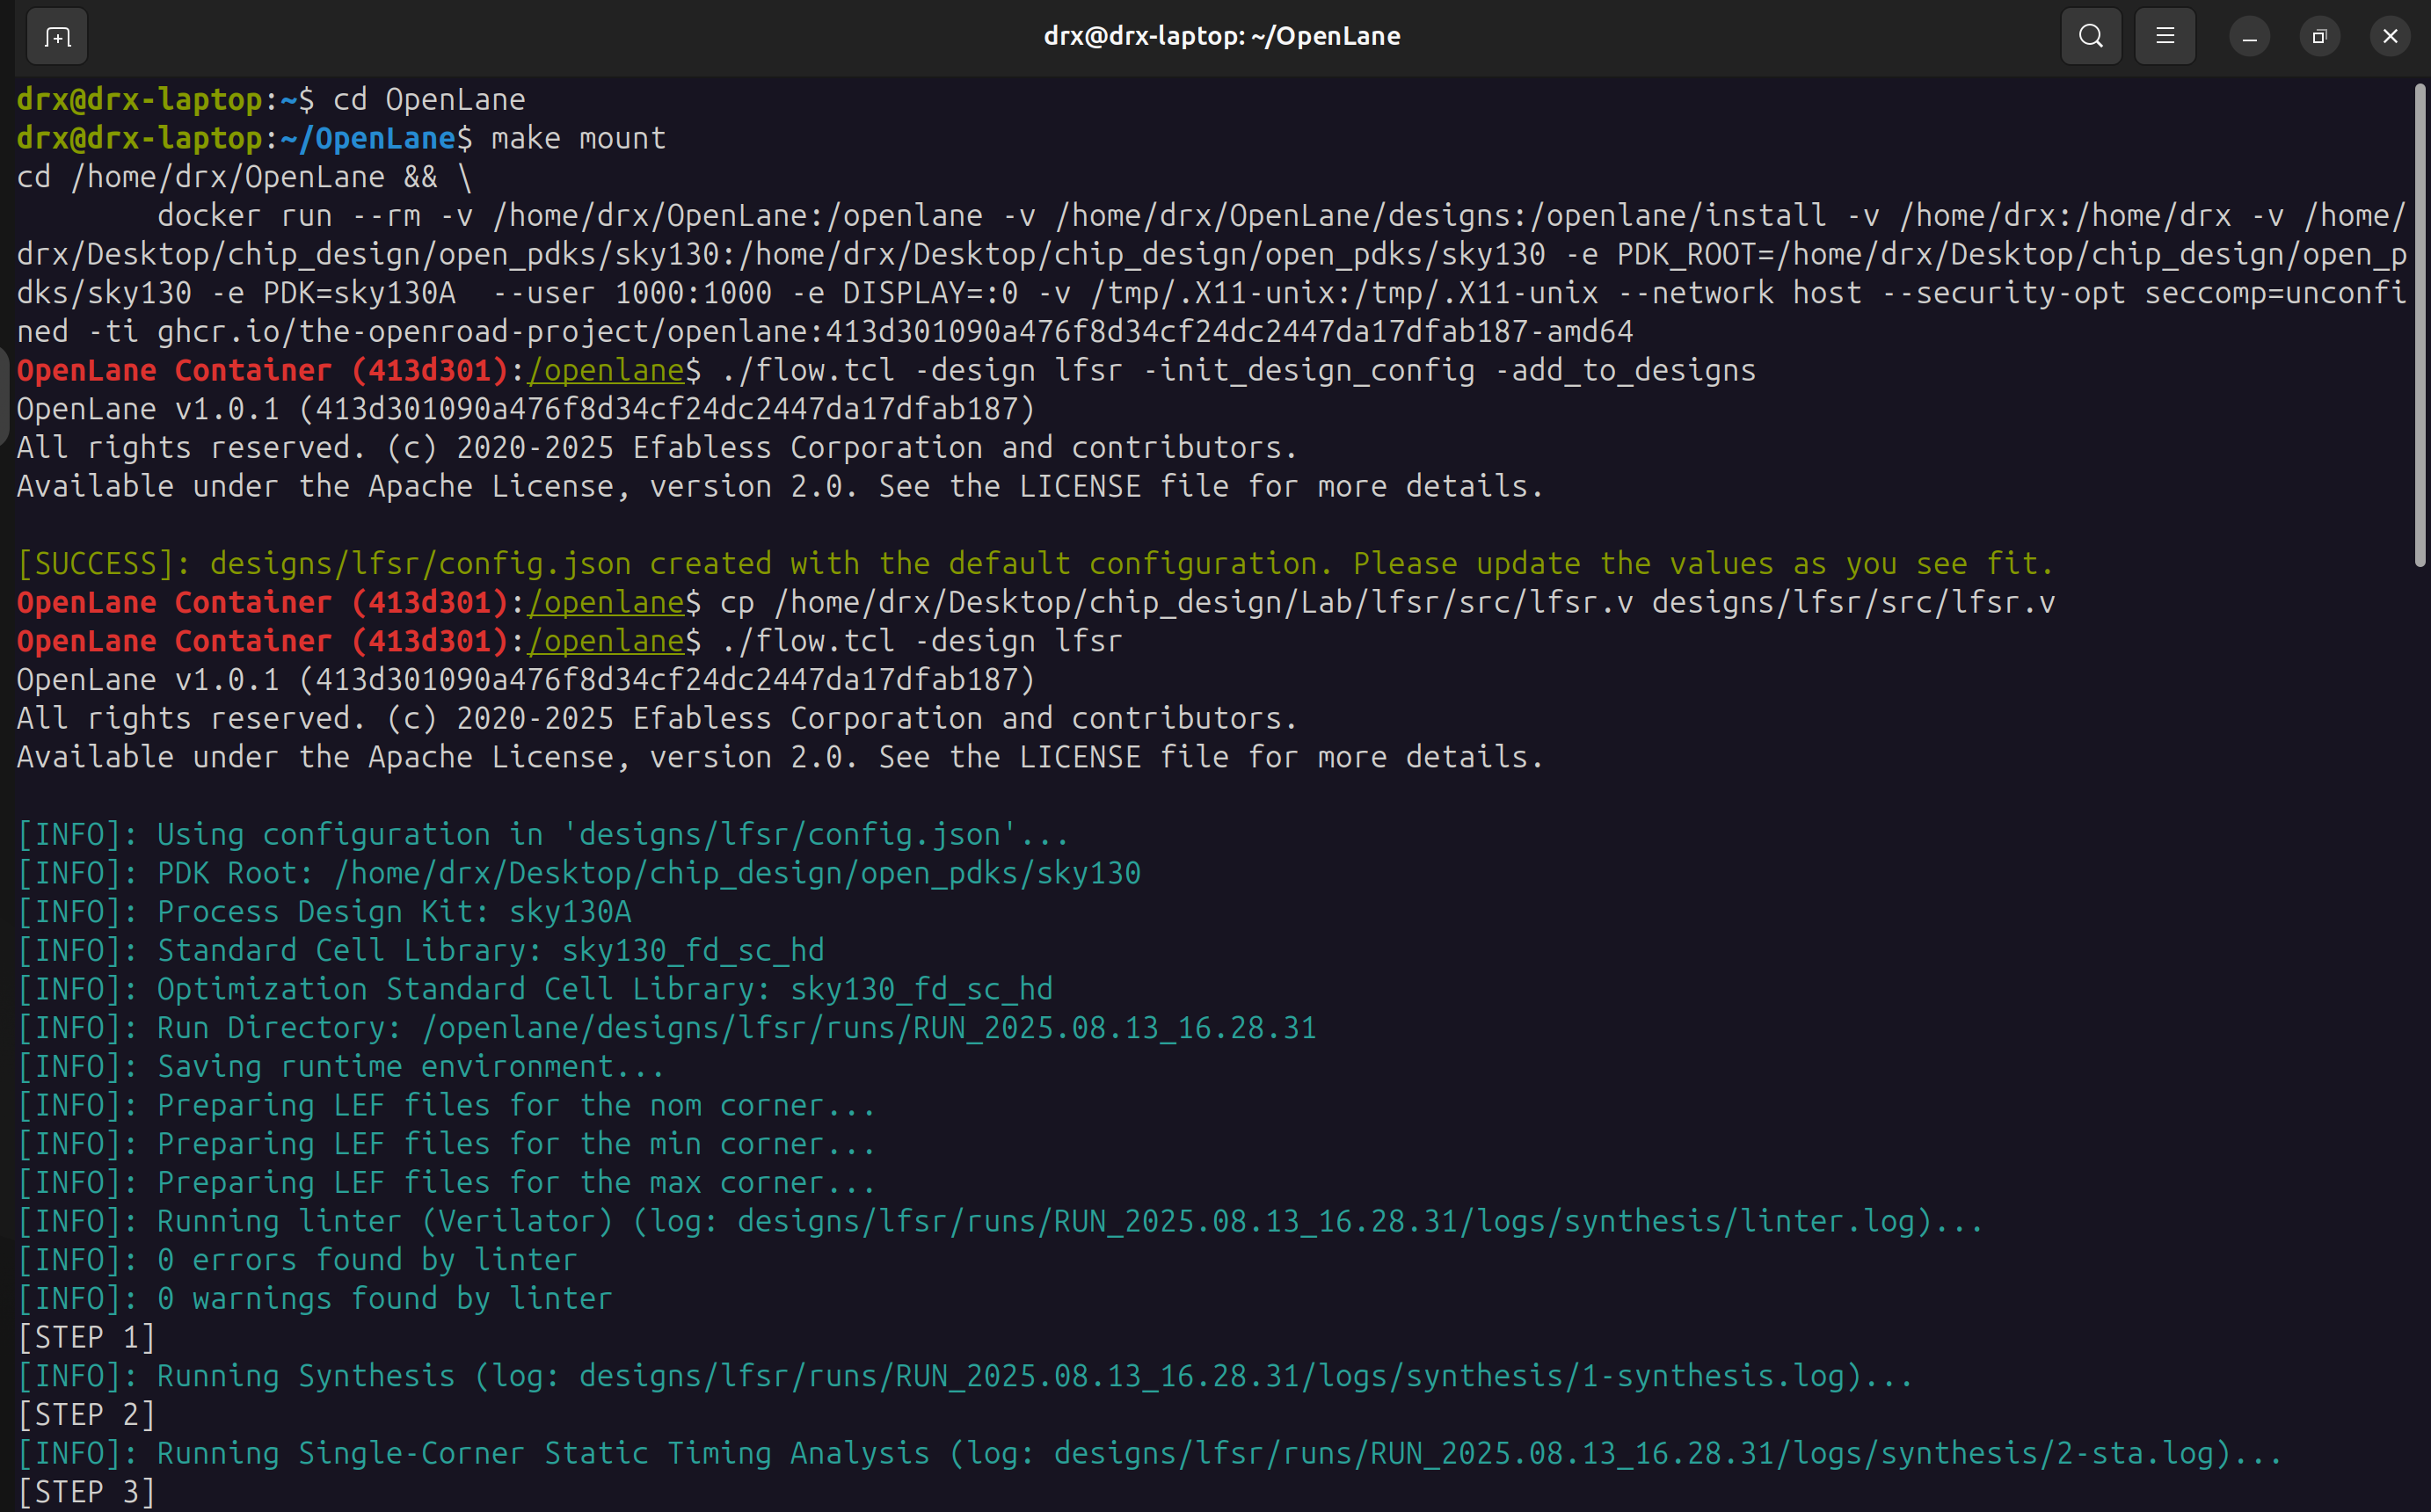 drx@drx-laptop: ~/OpenLane
drx@drx-laptop:~$ cd OpenLane
drx@drx-laptop:~/OpenLane$ make mount
cd /home/drx/OpenLane && \
        docker run --rm -v /home/drx/OpenLane:/openlane -v /home/drx/OpenLane/designs:/openlane/install -v /home/drx:/home/drx -v /home/
drx/Desktop/chip_design/open_pdks/sky130:/home/drx/Desktop/chip_design/open_pdks/sky130 -e PDK_ROOT=/home/drx/Desktop/chip_design/open_p
dks/sky130 -e PDK=sky130A  --user 1000:1000 -e DISPLAY=:0 -v /tmp/.X11-unix:/tmp/.X11-unix --network host --security-opt seccomp=unconfi
ned -ti ghcr.io/the-openroad-project/openlane:413d301090a476f8d34cf24dc2447da17dfab187-amd64
OpenLane Container (413d301):/openlane$ ./flow.tcl -design lfsr -init_design_config -add_to_designs
OpenLane v1.0.1 (413d301090a476f8d34cf24dc2447da17dfab187)
All rights reserved. (c) 2020-2025 Efabless Corporation and contributors.
Available under the Apache License, version 2.0. See the LICENSE file for more details.
[SUCCESS]: designs/lfsr/config.json created with the default configuration. Please update the values as you see fit.
OpenLane Container (413d301):/openlane$ cp /home/drx/Desktop/chip_design/Lab/lfsr/src/lfsr.v designs/lfsr/src/lfsr.v
OpenLane Container (413d301):/openlane$ ./flow.tcl -design lfsr
OpenLane v1.0.1 (413d301090a476f8d34cf24dc2447da17dfab187)
All rights reserved. (c) 2020-2025 Efabless Corporation and contributors.
Available under the Apache License, version 2.0. See the LICENSE file for more details.
[INFO]: Using configuration in 'designs/lfsr/config.json'...
[INFO]: PDK Root: /home/drx/Desktop/chip_design/open_pdks/sky130
[INFO]: Process Design Kit: sky130A
[INFO]: Standard Cell Library: sky130_fd_sc_hd
[INFO]: Optimization Standard Cell Library: sky130_fd_sc_hd
[INFO]: Run Directory: /openlane/designs/lfsr/runs/RUN_2025.08.13_16.28.31
[INFO]: Saving runtime environment...
[INFO]: Preparing LEF files for the nom corner...
[INFO]: Preparing LEF files for the min corner...
[INFO]: Preparing LEF files for the max corner...
[INFO]: Running linter (Verilator) (log: designs/lfsr/runs/RUN_2025.08.13_16.28.31/logs/synthesis/linter.log)...
[INFO]: 0 errors found by linter
[INFO]: 0 warnings found by linter
[STEP 1]
[INFO]: Running Synthesis (log: designs/lfsr/runs/RUN_2025.08.13_16.28.31/logs/synthesis/1-synthesis.log)...
[STEP 2]
[INFO]: Running Single-Corner Static Timing Analysis (log: designs/lfsr/runs/RUN_2025.08.13_16.28.31/logs/synthesis/2-sta.log)...
[STEP 3]